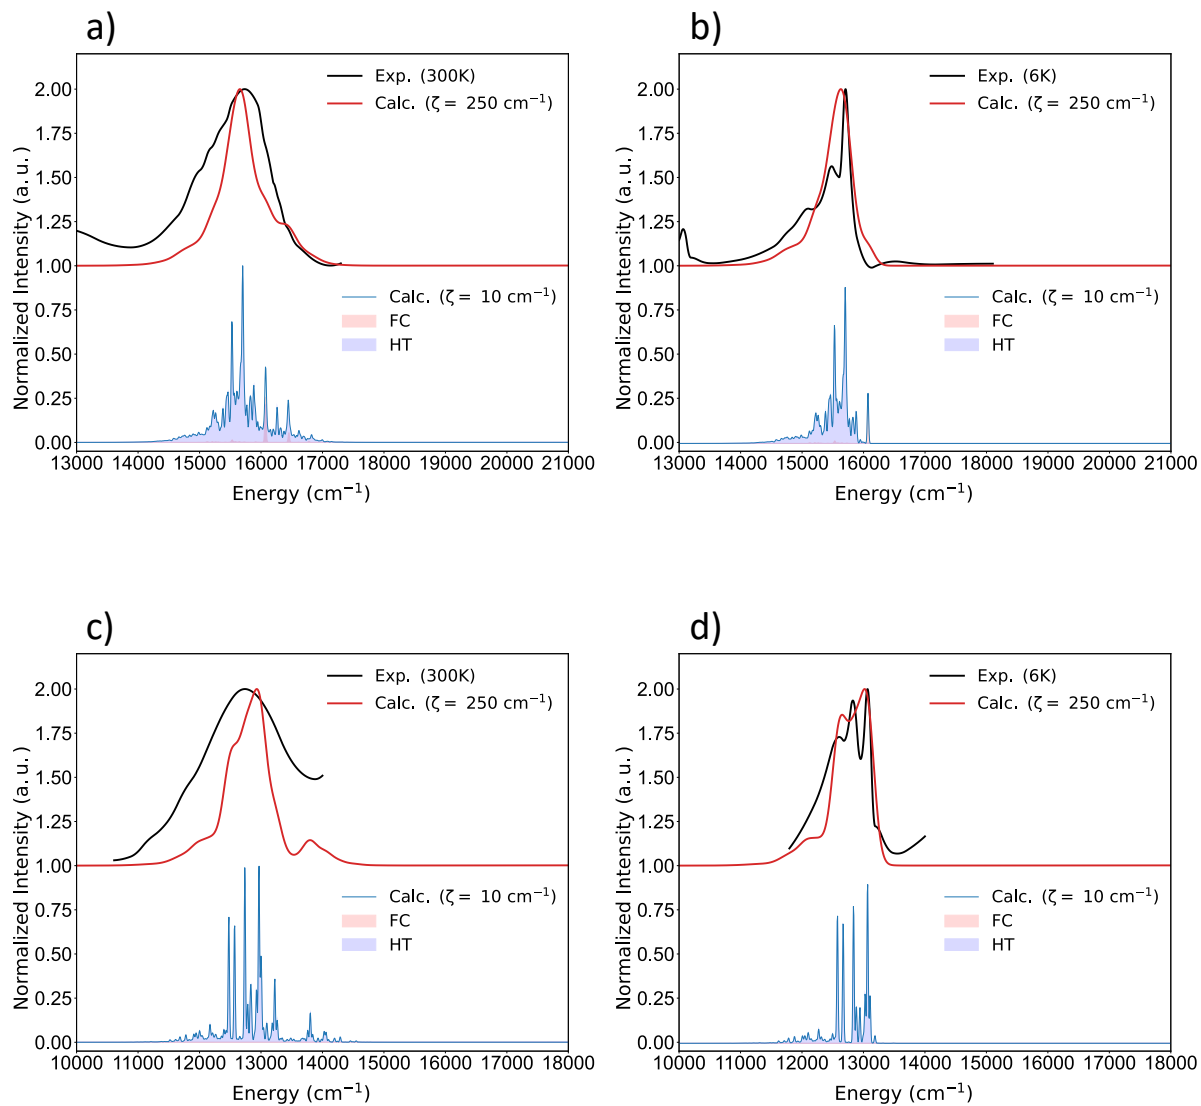 a)
Exp. (300K)
Calc. (ζ = 250 cm⁻¹)
Calc. (ζ = 10 cm⁻¹)
FC
HT
Normalized Intensity (a. u.)
2.00
1.75
1.50
1.25
1.00
0.75
0.50
0.25
0.00
13000 14000 15000 16000 17000 18000 19000 20000 21000
Energy (cm⁻¹)
b)
Exp. (6K)
Calc. (ζ = 250 cm⁻¹)
Calc. (ζ = 10 cm⁻¹)
FC
HT
Normalized Intensity (a. u.)
2.00
1.75
1.50
1.25
1.00
0.75
0.50
0.25
0.00
13000 14000 15000 16000 17000 18000 19000 20000 21000
Energy (cm⁻¹)
c)
Exp. (300K)
Calc. (ζ = 250 cm⁻¹)
Calc. (ζ = 10 cm⁻¹)
FC
HT
Normalized Intensity (a. u.)
2.00
1.75
1.50
1.25
1.00
0.75
0.50
0.25
0.00
10000 11000 12000 13000 14000 15000 16000 17000 18000
Energy (cm⁻¹)
d)
Exp. (6K)
Calc. (ζ = 250 cm⁻¹)
Calc. (ζ = 10 cm⁻¹)
FC
HT
Normalized Intensity (a. u.)
2.00
1.75
1.50
1.25
1.00
0.75
0.50
0.25
0.00
10000 11000 12000 13000 14000 15000 16000 17000 18000
Energy (cm⁻¹)